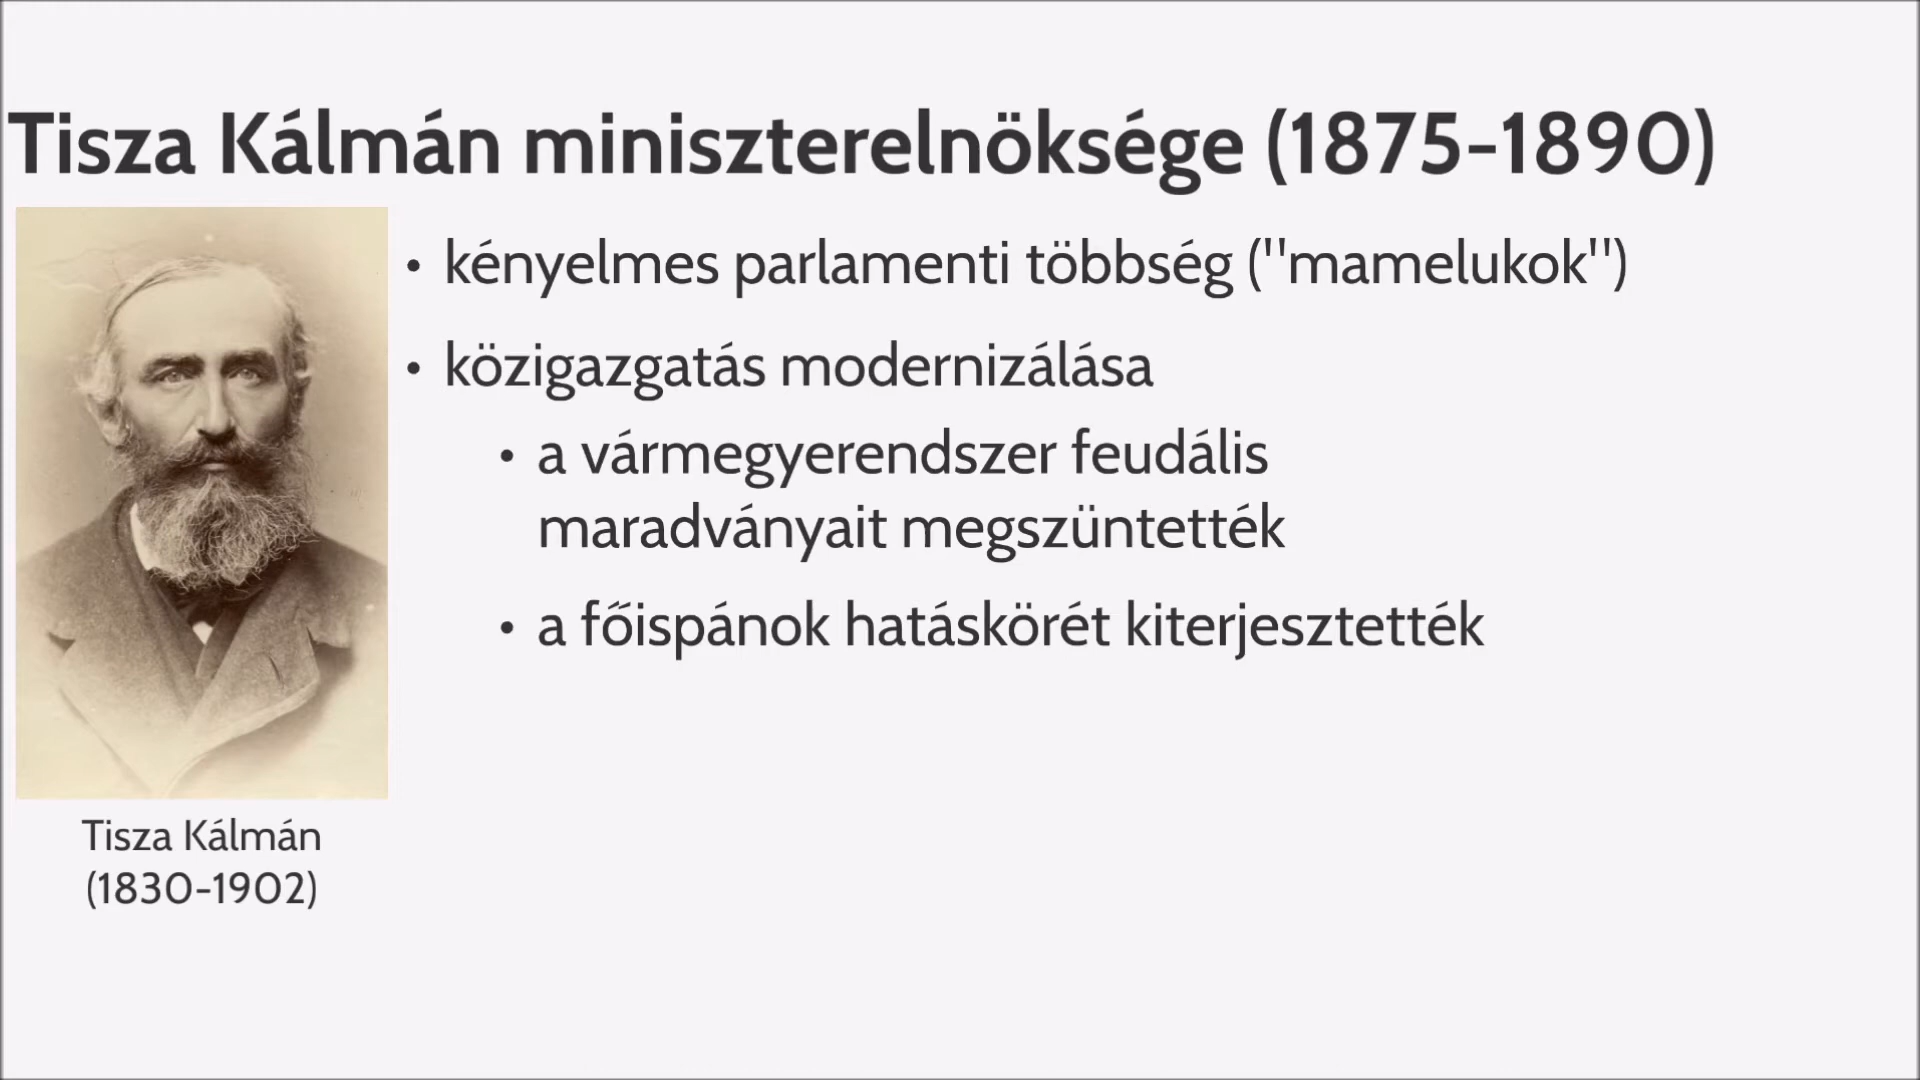 Tisza Kálmán miniszterelnöksége (1875-1890)
• kényelmes parlamenti többség ("mamelukok")
• közigazgatás modernizálása
• a vármegyerendszer feudális
maradványait megszüntették
• a főispánok hatáskörét kiterjesztették
Tisza Kálmán
(1830-1902)